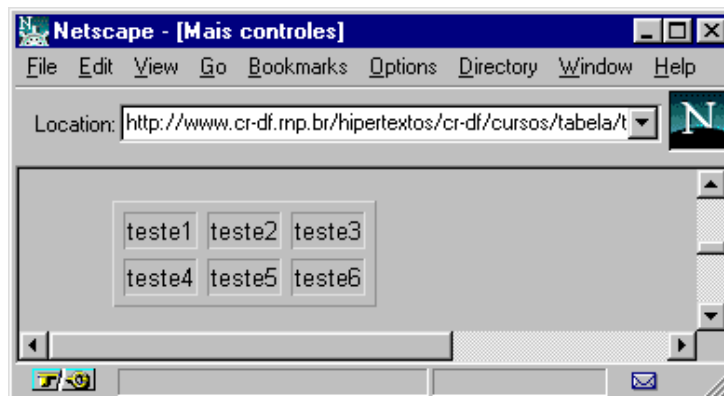 Netscape - [Mais controles]
File Edit View Go Bookmarks Options Directory Window Help
Location: http://www.cr-df.rnp.br/hipertextos/cr-df/cursos/tabela/t
N
teste1 teste2 teste3
teste4 teste5 teste6